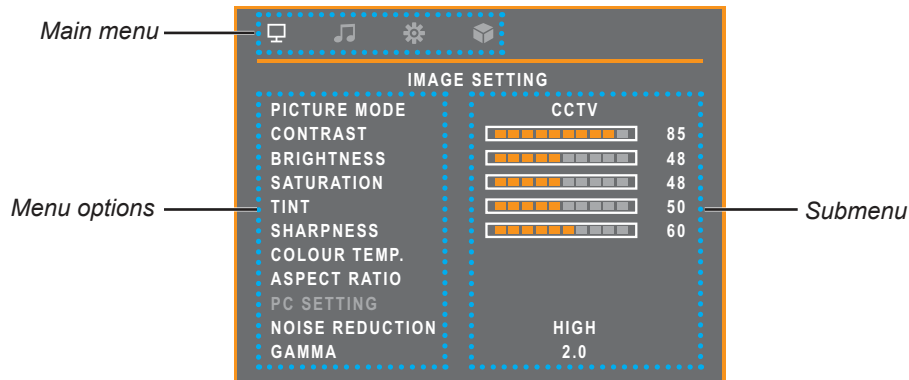 Main menu
IMAGE SETTING
PICTURE MODE CCTV
CONTRAST 85
BRIGHTNESS 48
SATURATION 48
Menu options TINT 50 Submenu
SHARPNESS 60
COLOUR TEMP.
ASPECT RATIO
PC SETTING
NOISE REDUCTION HIGH
GAMMA 2.0